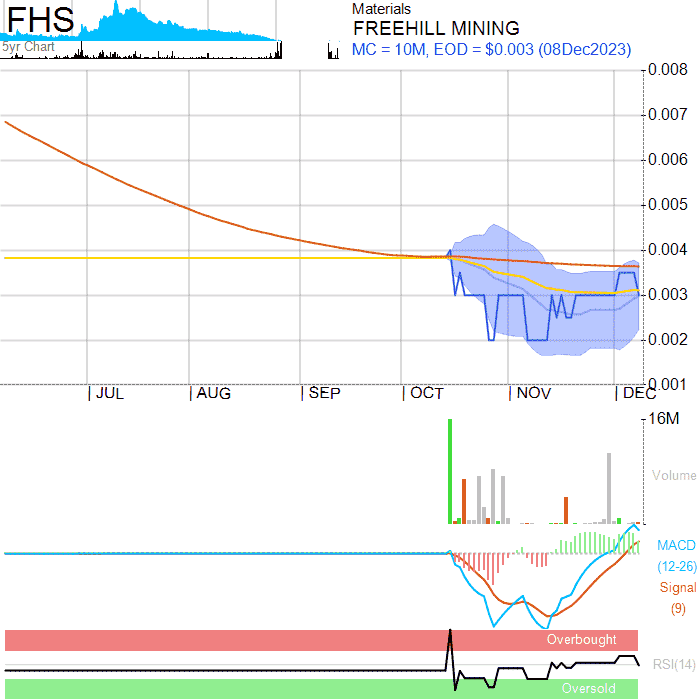 FHS
5yr Chart
Materials
FREEHILL MINING
MC = 10M, EOD = $0.003 (08Dec2023)
0.008
0.007
0.006
0.005
0.004
0.003
0.002
0.001
JUL AUG SEP OCT NOV DEC
16M
Volume
MACD
(12-26)
Signal
(9)
Overbought
RSI(14)
Oversold